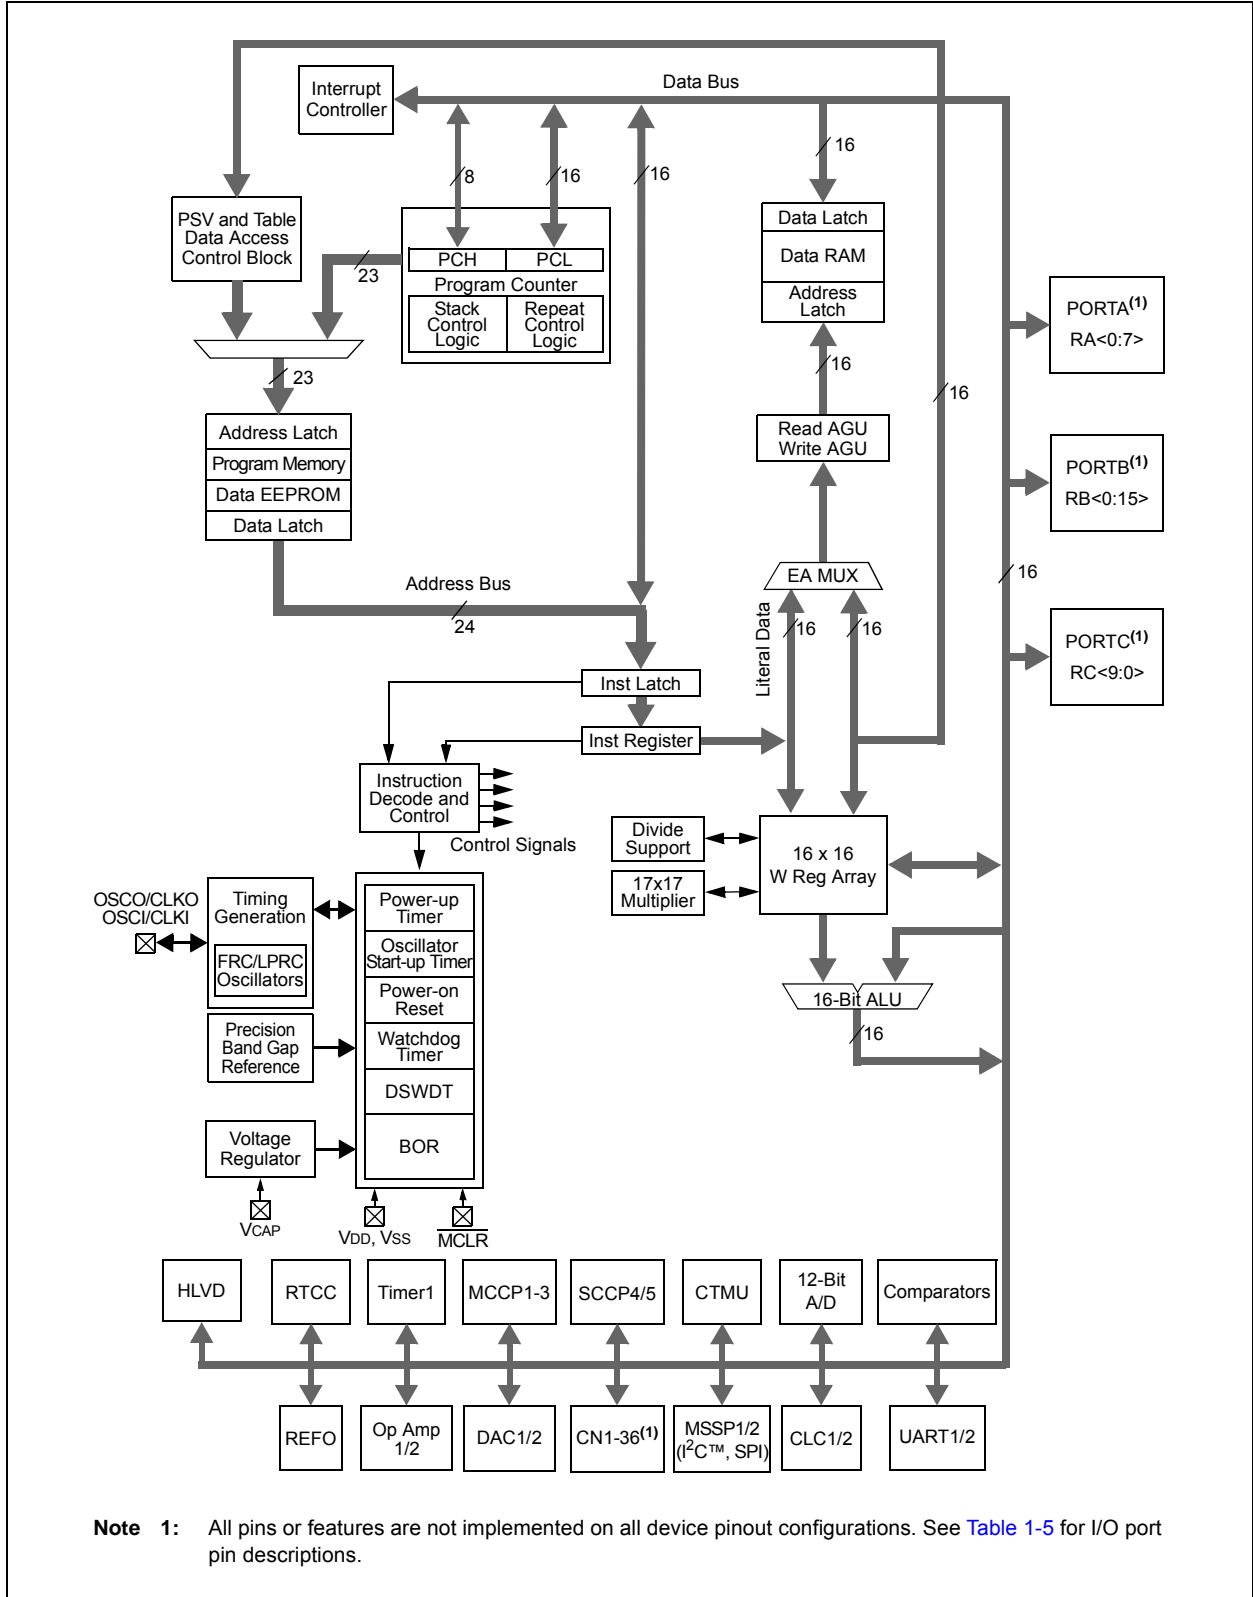 Data Bus
Interrupt
Controller
8
16
16
16
PSV and Table
Data Access
Control Block
23
PCH
PCL
Program Counter
Stack
Control
Logic
Repeat
Control
Logic
Data Latch
Data RAM
Address
Latch
16
PORTA(1)
RA<0:7>
23
16
Address Latch
Program Memory
Data EEPROM
Data Latch
Read AGU
Write AGU
PORTB(1)
RB<0:15>
Address Bus
24
EA MUX
16
Literal Data
16
16
PORTC(1)
RC<9:0>
Inst Latch
Inst Register
Instruction
Decode and
Control
Control Signals
Divide
Support
17x17
Multiplier
16 x 16
W Reg Array
OSCO/CLKO
OSCI/CLKI
Timing
Generation
FRC/LPRC
Oscillators
Power-up
Timer
Oscillator
Start-up Timer
Power-on
Reset
Watchdog
Timer
DSWDT
BOR
16-Bit ALU
16
Precision
Band Gap
Reference
Voltage
Regulator
VCAP
VDD, VSS
MCLR
HLVD
RTCC
Timer1
MCCP1-3
SCCP4/5
CTMU
12-Bit
A/D
Comparators
REFO
Op Amp
1/2
DAC1/2
CN1-36(1)
MSSP1/2
(I2C™, SPI)
CLC1/2
UART1/2
Note 1: All pins or features are not implemented on all device pinout configurations. See Table 1-5 for I/O port
pin descriptions.